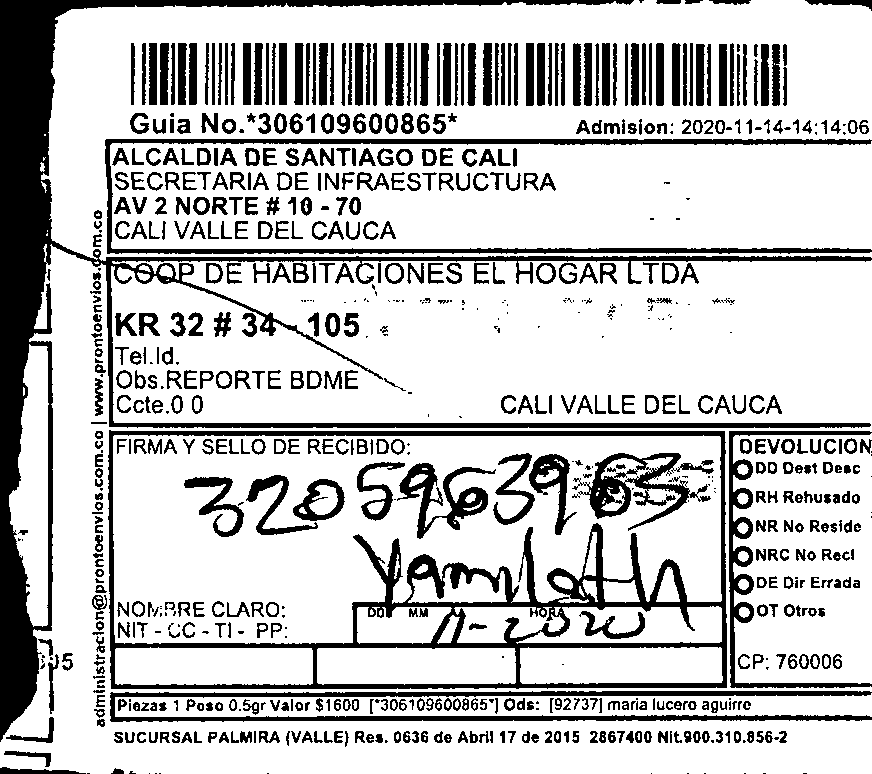 Guia No.*306109600865*
Admision: 2020-11-14-14:14:06
ALCALDIA DE SANTIAGO DE CALI
SECRETARIA DE INFRAESTRUCTURA
AV 2 NORTE # 10 - 70
CALI VALLE DEL CAUCA
COOP DE HABITACIONES EL HOGAR LTDA
KR 32 # 34 - 105
Tel.Id.
Obs.REPORTE BDME
Ccte.0 0
CALI VALLE DEL CAUCA
administracion@prontoenvios.com.co | www.prontoenvios.com.co
FIRMA Y SELLO DE RECIBIDO:
3205963963
Yamileth
NOMBRE CLARO:
NIT - CC - TI - PP:
DD MM AA HORA
11-2020
DEVOLUCION
DD Dest Desc
RH Rehusado
NR No Reside
NRC No Recl
DE Dir Errada
OT Otros
CP: 760006
Piezas 1 Peso 0.5gr Valor $1600 [*306109600865*] Ods: [92737] maria lucero aguirre
SUCURSAL PALMIRA (VALLE) Res. 0636 de Abril 17 de 2015 2867400 Nit.900.310.856-2